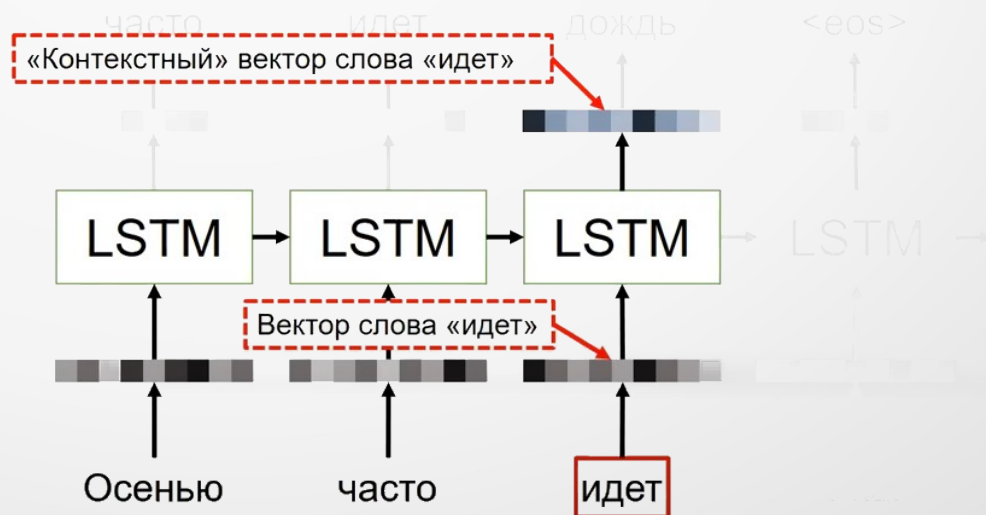 часто идет дождь <eos>
«Контекстный» вектор слова «идет»
LSTM LSTM LSTM LSTM
Вектор слова «идет»
Осенью часто идет